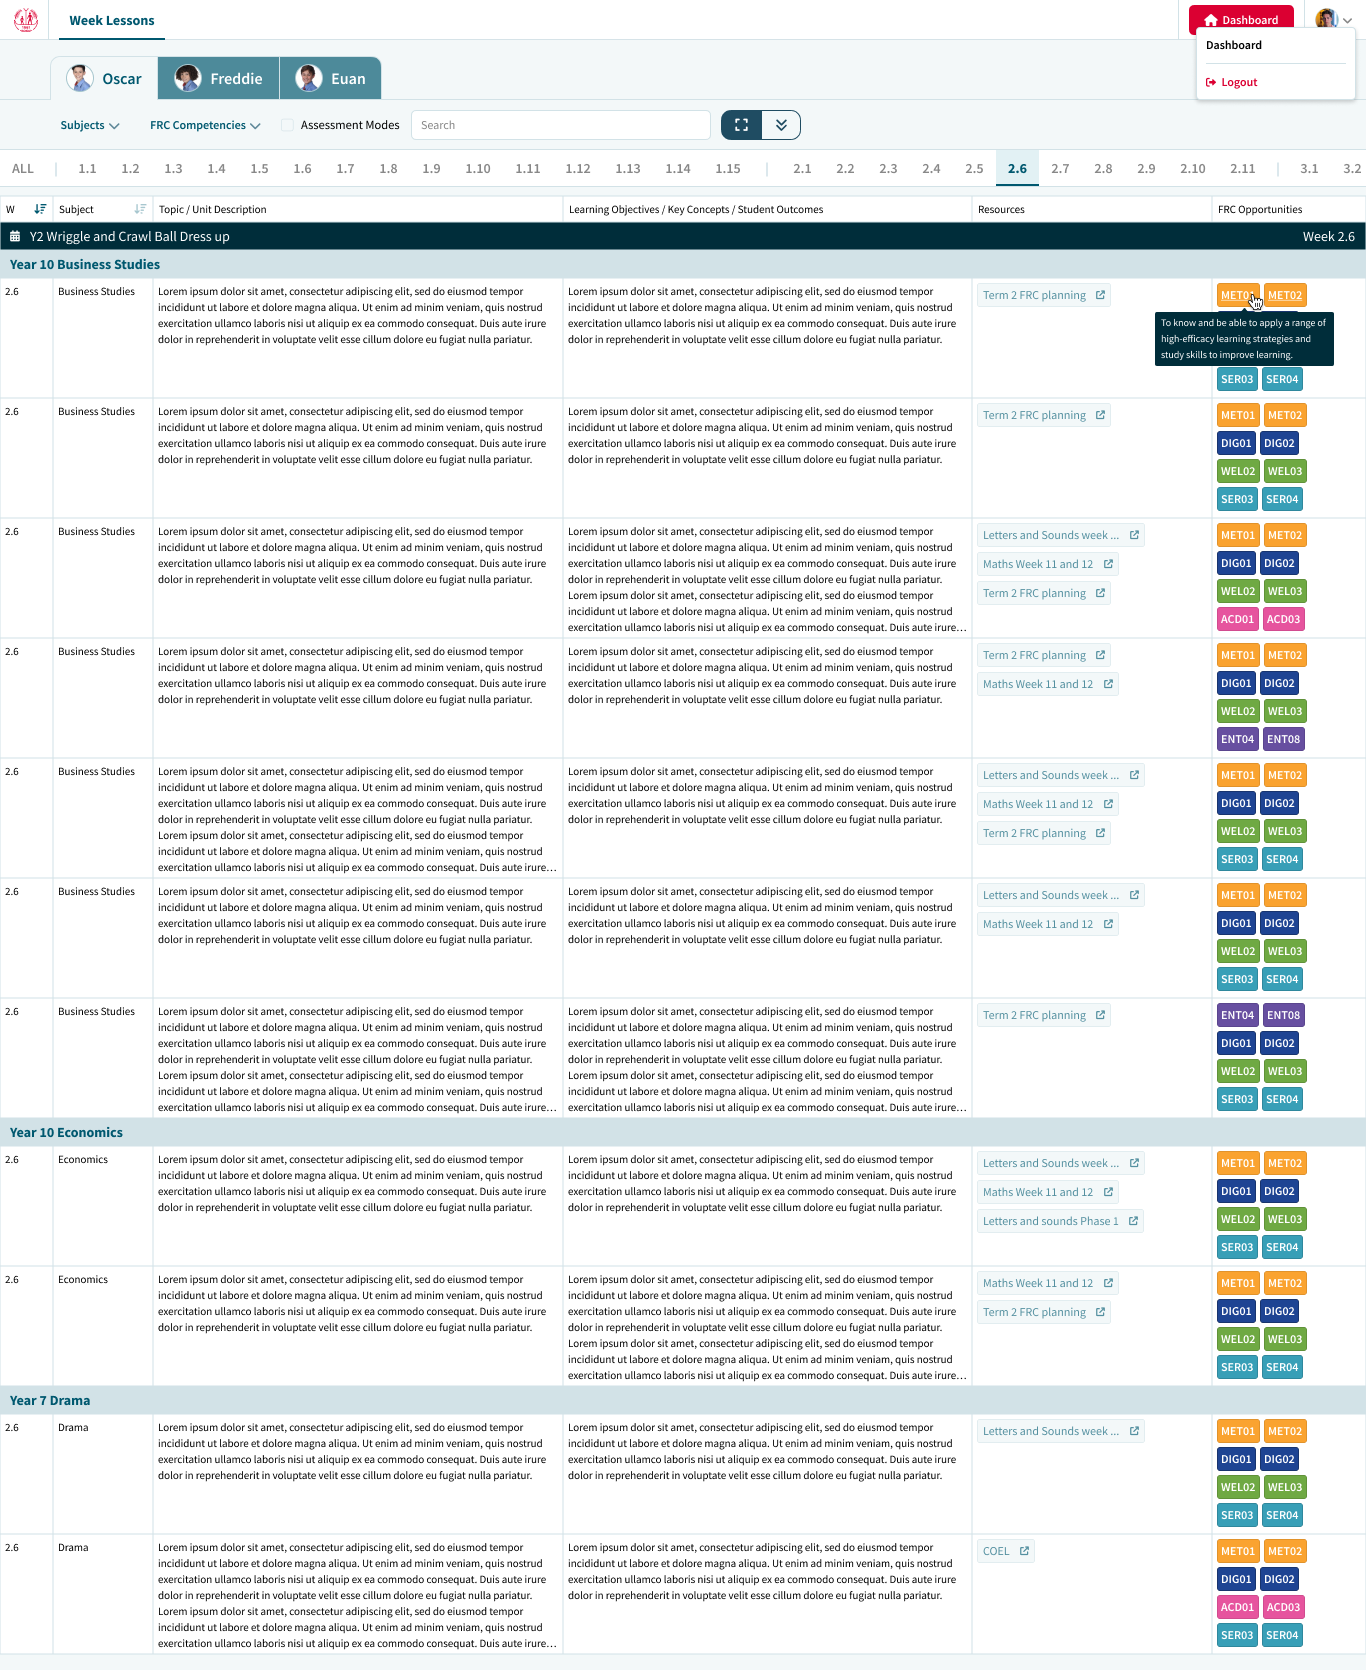 Week Lessons
Dashboard
Dashboard
Logout
Oscar
Freddie
Euan
Subjects
FRC Competencies
Assessment Modes
Search
ALL | 1.1 1.2 1.3 1.4 1.5 1.6 1.7 1.8 1.9 1.10 1.11 1.12 1.13 1.14 1.15 | 2.1 2.2 2.3 2.4 2.5 2.6 2.7 2.8 2.9 2.10 2.11 | 3.1 3.2
W Subject Topic / Unit Description Learning Objectives / Key Concepts / Student Outcomes Resources FRC Opportunities
Y2 Wriggle and Crawl Ball Dress up Week 2.6
Year 10 Business Studies
2.6
Business Studies
Lorem ipsum dolor sit amet, consectetur adipiscing elit, sed do eiusmod tempor
incididunt ut labore et dolore magna aliqua. Ut enim ad minim veniam, quis nostrud
exercitation ullamco laboris nisi ut aliquip ex ea commodo consequat. Duis aute irure
dolor in reprehenderit in voluptate velit esse cillum dolore eu fugiat nulla pariatur.
Lorem ipsum dolor sit amet, consectetur adipiscing elit, sed do eiusmod tempor
incididunt ut labore et dolore magna aliqua. Ut enim ad minim veniam, quis nostrud
exercitation ullamco laboris nisi ut aliquip ex ea commodo consequat. Duis aute irure
dolor in reprehenderit in voluptate velit esse cillum dolore eu fugiat nulla pariatur.
Term 2 FRC planning
MET01 MET02
To know and be able to apply a range of
high-efficacy learning strategies and
study skills to improve learning.
SER03 SER04
2.6
Business Studies
Lorem ipsum dolor sit amet, consectetur adipiscing elit, sed do eiusmod tempor
incididunt ut labore et dolore magna aliqua. Ut enim ad minim veniam, quis nostrud
exercitation ullamco laboris nisi ut aliquip ex ea commodo consequat. Duis aute irure
dolor in reprehenderit in voluptate velit esse cillum dolore eu fugiat nulla pariatur.
Lorem ipsum dolor sit amet, consectetur adipiscing elit, sed do eiusmod tempor
incididunt ut labore et dolore magna aliqua. Ut enim ad minim veniam, quis nostrud
exercitation ullamco laboris nisi ut aliquip ex ea commodo consequat. Duis aute irure
dolor in reprehenderit in voluptate velit esse cillum dolore eu fugiat nulla pariatur.
Term 2 FRC planning
MET01 MET02
DIG01 DIG02
WEL02 WEL03
SER03 SER04
2.6
Business Studies
Lorem ipsum dolor sit amet, consectetur adipiscing elit, sed do eiusmod tempor
incididunt ut labore et dolore magna aliqua. Ut enim ad minim veniam, quis nostrud
exercitation ullamco laboris nisi ut aliquip ex ea commodo consequat. Duis aute irure
dolor in reprehenderit in voluptate velit esse cillum dolore eu fugiat nulla pariatur.
Lorem ipsum dolor sit amet, consectetur adipiscing elit, sed do eiusmod tempor
incididunt ut labore et dolore magna aliqua. Ut enim ad minim veniam, quis nostrud
exercitation ullamco laboris nisi ut aliquip ex ea commodo consequat. Duis aute irure
dolor in reprehenderit in voluptate velit esse cillum dolore eu fugiat nulla pariatur.
Lorem ipsum dolor sit amet, consectetur adipiscing elit, sed do eiusmod tempor
incididunt ut labore et dolore magna aliqua. Ut enim ad minim veniam, quis nostrud
exercitation ullamco laboris nisi ut aliquip ex ea commodo consequat. Duis aute irure...
Letters and Sounds week ...
Maths Week 11 and 12
Term 2 FRC planning
MET01 MET02
DIG01 DIG02
WEL02 WEL03
ACD01 ACD03
2.6
Business Studies
Lorem ipsum dolor sit amet, consectetur adipiscing elit, sed do eiusmod tempor
incididunt ut labore et dolore magna aliqua. Ut enim ad minim veniam, quis nostrud
exercitation ullamco laboris nisi ut aliquip ex ea commodo consequat. Duis aute irure
dolor in reprehenderit in voluptate velit esse cillum dolore eu fugiat nulla pariatur.
Lorem ipsum dolor sit amet, consectetur adipiscing elit, sed do eiusmod tempor
incididunt ut labore et dolore magna aliqua. Ut enim ad minim veniam, quis nostrud
exercitation ullamco laboris nisi ut aliquip ex ea commodo consequat. Duis aute irure
dolor in reprehenderit in voluptate velit esse cillum dolore eu fugiat nulla pariatur.
Term 2 FRC planning
Maths Week 11 and 12
MET01 MET02
DIG01 DIG02
WEL02 WEL03
ENT04 ENT08
2.6
Business Studies
Lorem ipsum dolor sit amet, consectetur adipiscing elit, sed do eiusmod tempor
incididunt ut labore et dolore magna aliqua. Ut enim ad minim veniam, quis nostrud
exercitation ullamco laboris nisi ut aliquip ex ea commodo consequat. Duis aute irure
dolor in reprehenderit in voluptate velit esse cillum dolore eu fugiat nulla pariatur.
Lorem ipsum dolor sit amet, consectetur adipiscing elit, sed do eiusmod tempor
incididunt ut labore et dolore magna aliqua. Ut enim ad minim veniam, quis nostrud
exercitation ullamco laboris nisi ut aliquip ex ea commodo consequat. Duis aute irure...
Lorem ipsum dolor sit amet, consectetur adipiscing elit, sed do eiusmod tempor
incididunt ut labore et dolore magna aliqua. Ut enim ad minim veniam, quis nostrud
exercitation ullamco laboris nisi ut aliquip ex ea commodo consequat. Duis aute irure
dolor in reprehenderit in voluptate velit esse cillum dolore eu fugiat nulla pariatur.
Letters and Sounds week ...
Maths Week 11 and 12
Term 2 FRC planning
MET01 MET02
DIG01 DIG02
WEL02 WEL03
SER03 SER04
2.6
Business Studies
Lorem ipsum dolor sit amet, consectetur adipiscing elit, sed do eiusmod tempor
incididunt ut labore et dolore magna aliqua. Ut enim ad minim veniam, quis nostrud
exercitation ullamco laboris nisi ut aliquip ex ea commodo consequat. Duis aute irure
dolor in reprehenderit in voluptate velit esse cillum dolore eu fugiat nulla pariatur.
Lorem ipsum dolor sit amet, consectetur adipiscing elit, sed do eiusmod tempor
incididunt ut labore et dolore magna aliqua. Ut enim ad minim veniam, quis nostrud
exercitation ullamco laboris nisi ut aliquip ex ea commodo consequat. Duis aute irure
dolor in reprehenderit in voluptate velit esse cillum dolore eu fugiat nulla pariatur.
Letters and Sounds week ...
Maths Week 11 and 12
MET01 MET02
DIG01 DIG02
WEL02 WEL03
SER03 SER04
2.6
Business Studies
Lorem ipsum dolor sit amet, consectetur adipiscing elit, sed do eiusmod tempor
incididunt ut labore et dolore magna aliqua. Ut enim ad minim veniam, quis nostrud
exercitation ullamco laboris nisi ut aliquip ex ea commodo consequat. Duis aute irure
dolor in reprehenderit in voluptate velit esse cillum dolore eu fugiat nulla pariatur.
Lorem ipsum dolor sit amet, consectetur adipiscing elit, sed do eiusmod tempor
incididunt ut labore et dolore magna aliqua. Ut enim ad minim veniam, quis nostrud
exercitation ullamco laboris nisi ut aliquip ex ea commodo consequat. Duis aute irure...
Lorem ipsum dolor sit amet, consectetur adipiscing elit, sed do eiusmod tempor
incididunt ut labore et dolore magna aliqua. Ut enim ad minim veniam, quis nostrud
exercitation ullamco laboris nisi ut aliquip ex ea commodo consequat. Duis aute irure
dolor in reprehenderit in voluptate velit esse cillum dolore eu fugiat nulla pariatur.
Lorem ipsum dolor sit amet, consectetur adipiscing elit, sed do eiusmod tempor
incididunt ut labore et dolore magna aliqua. Ut enim ad minim veniam, quis nostrud
exercitation ullamco laboris nisi ut aliquip ex ea commodo consequat. Duis aute irure...
Term 2 FRC planning
ENT04 ENT08
DIG01 DIG02
WEL02 WEL03
SER03 SER04
Year 10 Economics
2.6
Economics
Lorem ipsum dolor sit amet, consectetur adipiscing elit, sed do eiusmod tempor
incididunt ut labore et dolore magna aliqua. Ut enim ad minim veniam, quis nostrud
exercitation ullamco laboris nisi ut aliquip ex ea commodo consequat. Duis aute irure
dolor in reprehenderit in voluptate velit esse cillum dolore eu fugiat nulla pariatur.
Lorem ipsum dolor sit amet, consectetur adipiscing elit, sed do eiusmod tempor
incididunt ut labore et dolore magna aliqua. Ut enim ad minim veniam, quis nostrud
exercitation ullamco laboris nisi ut aliquip ex ea commodo consequat. Duis aute irure
dolor in reprehenderit in voluptate velit esse cillum dolore eu fugiat nulla pariatur.
Letters and Sounds week ...
Maths Week 11 and 12
Letters and sounds Phase 1
MET01 MET02
DIG01 DIG02
WEL02 WEL03
SER03 SER04
2.6
Economics
Lorem ipsum dolor sit amet, consectetur adipiscing elit, sed do eiusmod tempor
incididunt ut labore et dolore magna aliqua. Ut enim ad minim veniam, quis nostrud
exercitation ullamco laboris nisi ut aliquip ex ea commodo consequat. Duis aute irure
dolor in reprehenderit in voluptate velit esse cillum dolore eu fugiat nulla pariatur.
Lorem ipsum dolor sit amet, consectetur adipiscing elit, sed do eiusmod tempor
incididunt ut labore et dolore magna aliqua. Ut enim ad minim veniam, quis nostrud
exercitation ullamco laboris nisi ut aliquip ex ea commodo consequat. Duis aute irure
dolor in reprehenderit in voluptate velit esse cillum dolore eu fugiat nulla pariatur.
Lorem ipsum dolor sit amet, consectetur adipiscing elit, sed do eiusmod tempor
incididunt ut labore et dolore magna aliqua. Ut enim ad minim veniam, quis nostrud
exercitation ullamco laboris nisi ut aliquip ex ea commodo consequat. Duis aute irure...
Maths Week 11 and 12
Term 2 FRC planning
MET01 MET02
DIG01 DIG02
WEL02 WEL03
SER03 SER04
Year 7 Drama
2.6
Drama
Lorem ipsum dolor sit amet, consectetur adipiscing elit, sed do eiusmod tempor
incididunt ut labore et dolore magna aliqua. Ut enim ad minim veniam, quis nostrud
exercitation ullamco laboris nisi ut aliquip ex ea commodo consequat. Duis aute irure
dolor in reprehenderit in voluptate velit esse cillum dolore eu fugiat nulla pariatur.
Lorem ipsum dolor sit amet, consectetur adipiscing elit, sed do eiusmod tempor
incididunt ut labore et dolore magna aliqua. Ut enim ad minim veniam, quis nostrud
exercitation ullamco laboris nisi ut aliquip ex ea commodo consequat. Duis aute irure
dolor in reprehenderit in voluptate velit esse cillum dolore eu fugiat nulla pariatur.
Letters and Sounds week ...
MET01 MET02
DIG01 DIG02
WEL02 WEL03
SER03 SER04
2.6
Drama
Lorem ipsum dolor sit amet, consectetur adipiscing elit, sed do eiusmod tempor
incididunt ut labore et dolore magna aliqua. Ut enim ad minim veniam, quis nostrud
exercitation ullamco laboris nisi ut aliquip ex ea commodo consequat. Duis aute irure
dolor in reprehenderit in voluptate velit esse cillum dolore eu fugiat nulla pariatur.
Lorem ipsum dolor sit amet, consectetur adipiscing elit, sed do eiusmod tempor
incididunt ut labore et dolore magna aliqua. Ut enim ad minim veniam, quis nostrud
exercitation ullamco laboris nisi ut aliquip ex ea commodo consequat. Duis aute irure...
Lorem ipsum dolor sit amet, consectetur adipiscing elit, sed do eiusmod tempor
incididunt ut labore et dolore magna aliqua. Ut enim ad minim veniam, quis nostrud
exercitation ullamco laboris nisi ut aliquip ex ea commodo consequat. Duis aute irure
dolor in reprehenderit in voluptate velit esse cillum dolore eu fugiat nulla pariatur.
COEL
MET01 MET02
DIG01 DIG02
ACD01 ACD03
SER03 SER04